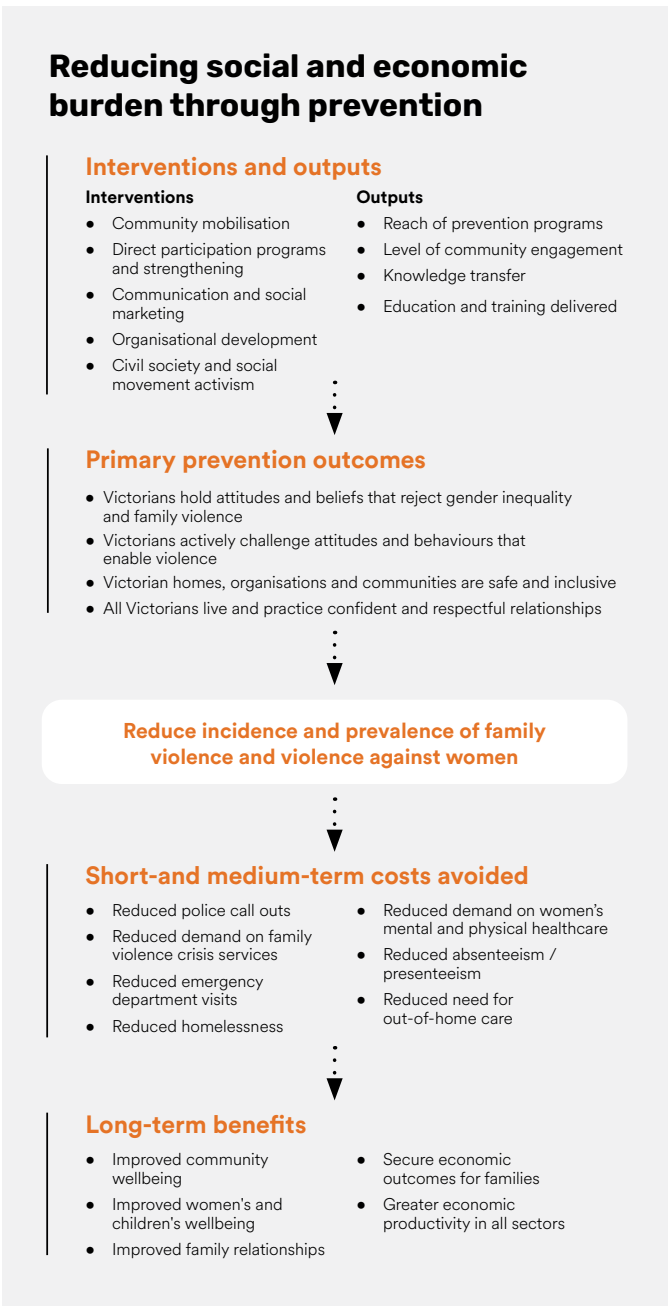 Reducing social and economic
burden through prevention
Interventions and outputs
Interventions
● Community mobilisation
● Direct participation programs
and strengthening
● Communication and social
marketing
● Organisational development
● Civil society and social
movement activism
Outputs
● Reach of prevention programs
● Level of community engagement
● Knowledge transfer
● Education and training delivered
Primary prevention outcomes
● Victorians hold attitudes and beliefs that reject gender inequality
and family violence
● Victorians actively challenge attitudes and behaviours that
enable violence
● Victorian homes, organisations and communities are safe and inclusive
● All Victorians live and practice confident and respectful relationships
Reduce incidence and prevalence of family
violence and violence against women
Short-and medium-term costs avoided
● Reduced police call outs
● Reduced demand on family
violence crisis services
● Reduced emergency
department visits
● Reduced homelessness
● Reduced demand on women’s
mental and physical healthcare
● Reduced absenteeism /
presenteeism
● Reduced need for
out-of-home care
Long-term benefits
● Improved community
wellbeing
● Improved women's and
children's wellbeing
● Improved family relationships
● Secure economic
outcomes for families
● Greater economic
productivity in all sectors